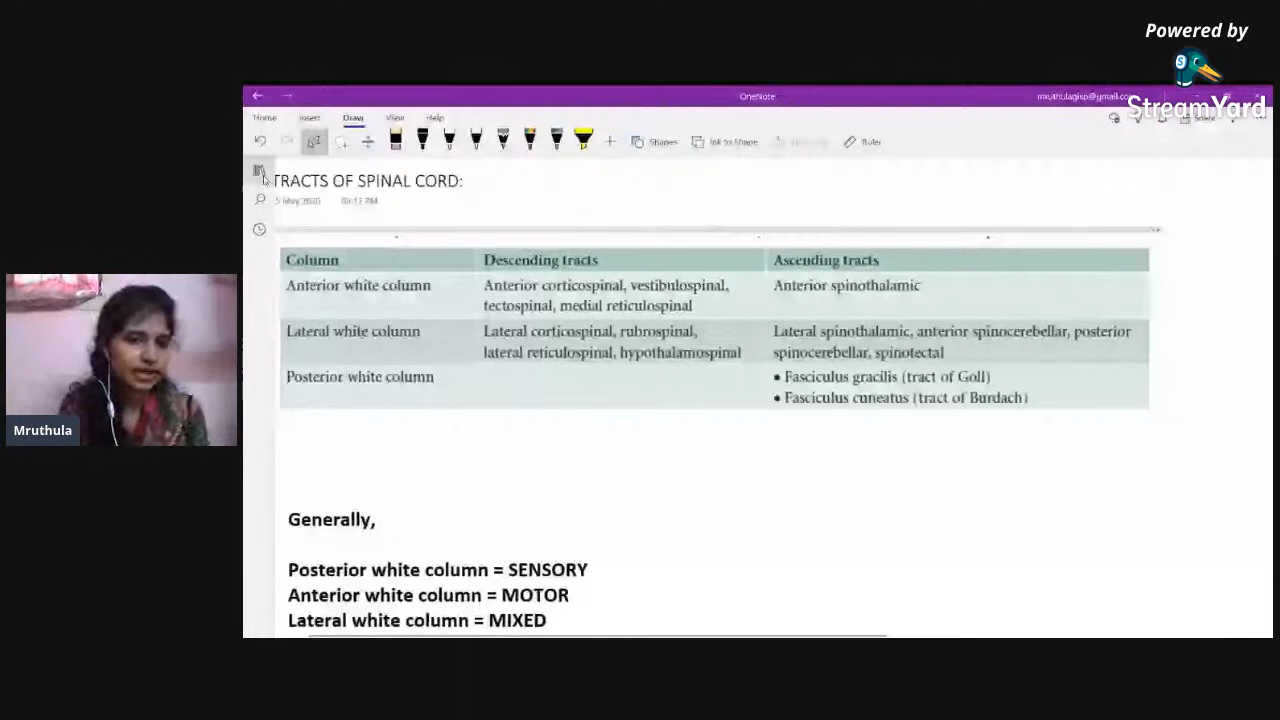 Powered by
StreamYard
OneNote
Home Insert Draw View Help
Shapes Ink to Shape Ruler
TRACTS OF SPINAL CORD:
5 May 2020
Column Descending tracts Ascending tracts
Anterior white column Anterior corticospinal, vestibulospinal, Anterior spinothalamic
tectospinal, medial reticulospinal
Lateral white column Lateral corticospinal, rubrospinal, Lateral spinothalamic, anterior spinocerebellar, posterior
lateral reticulospinal, hypothalamospinal spinocerebellar, spinotectal
Posterior white column • Fasciculus gracilis (tract of Goll)
• Fasciculus cuneatus (tract of Burdach)
Mruthula
Generally,
Posterior white column = SENSORY
Anterior white column = MOTOR
Lateral white column = MIXED